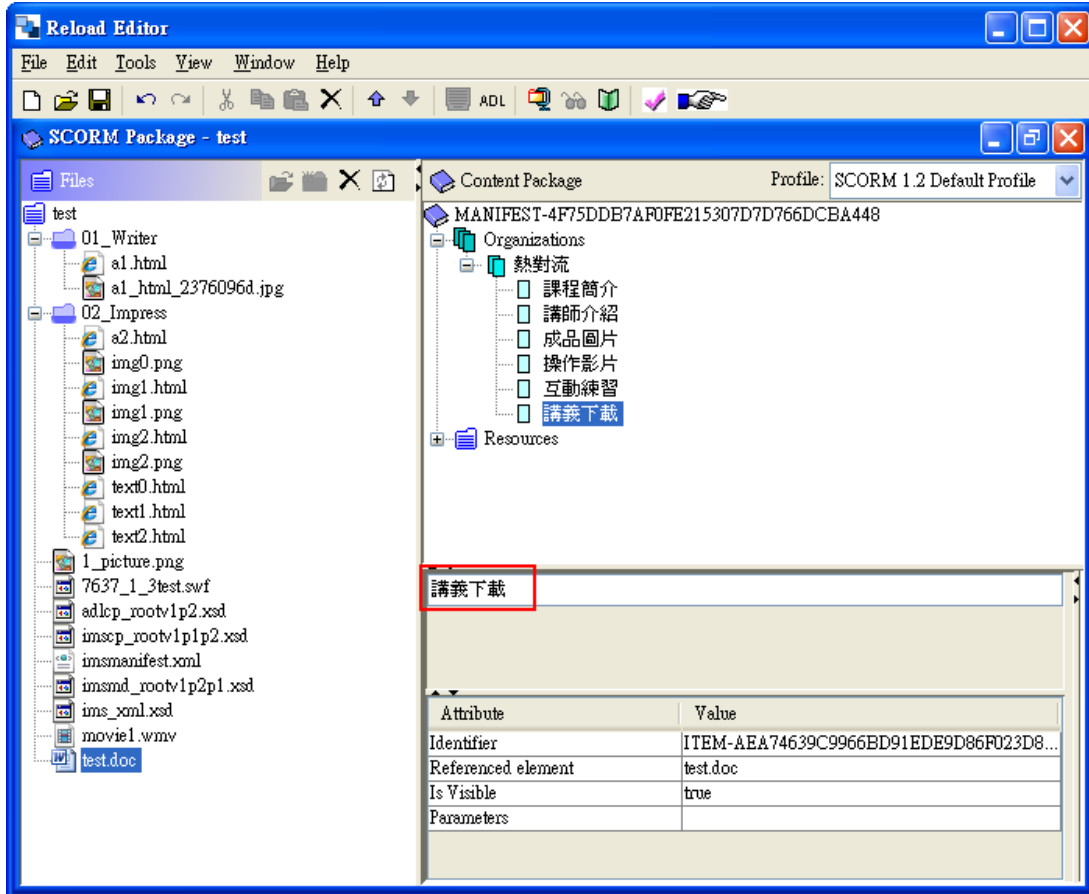 Reload Editor
File Edit Tools View Window Help
ADL
SCORM Package - test
Files
test
01_Writer
a1.html
a1_html_2376096d.jpg
02_Impress
a2.html
img0.png
img1.html
img1.png
img2.html
img2.png
text0.html
text1.html
text2.html
1_picture.png
7637_1_3test.swf
adlcp_rootv1p2.xsd
imscp_rootv1p1p2.xsd
imsmanifest.xml
imsmd_rootv1p2p1.xsd
ims_xml.xsd
movie1.wmv
test.doc
Content Package Profile: SCORM 1.2 Default Profile
MANIFEST-4F75DDB7AF0FE215307D7D766DCBA448
Organizations
熱對流
課程簡介
講師介紹
成品圖片
操作影片
互動練習
講義下載
Resources
講義下載
Attribute Value
Identifier ITEM-AEA74639C9966BD91EDE9D86F023D8...
Referenced element test.doc
Is Visible true
Parameters